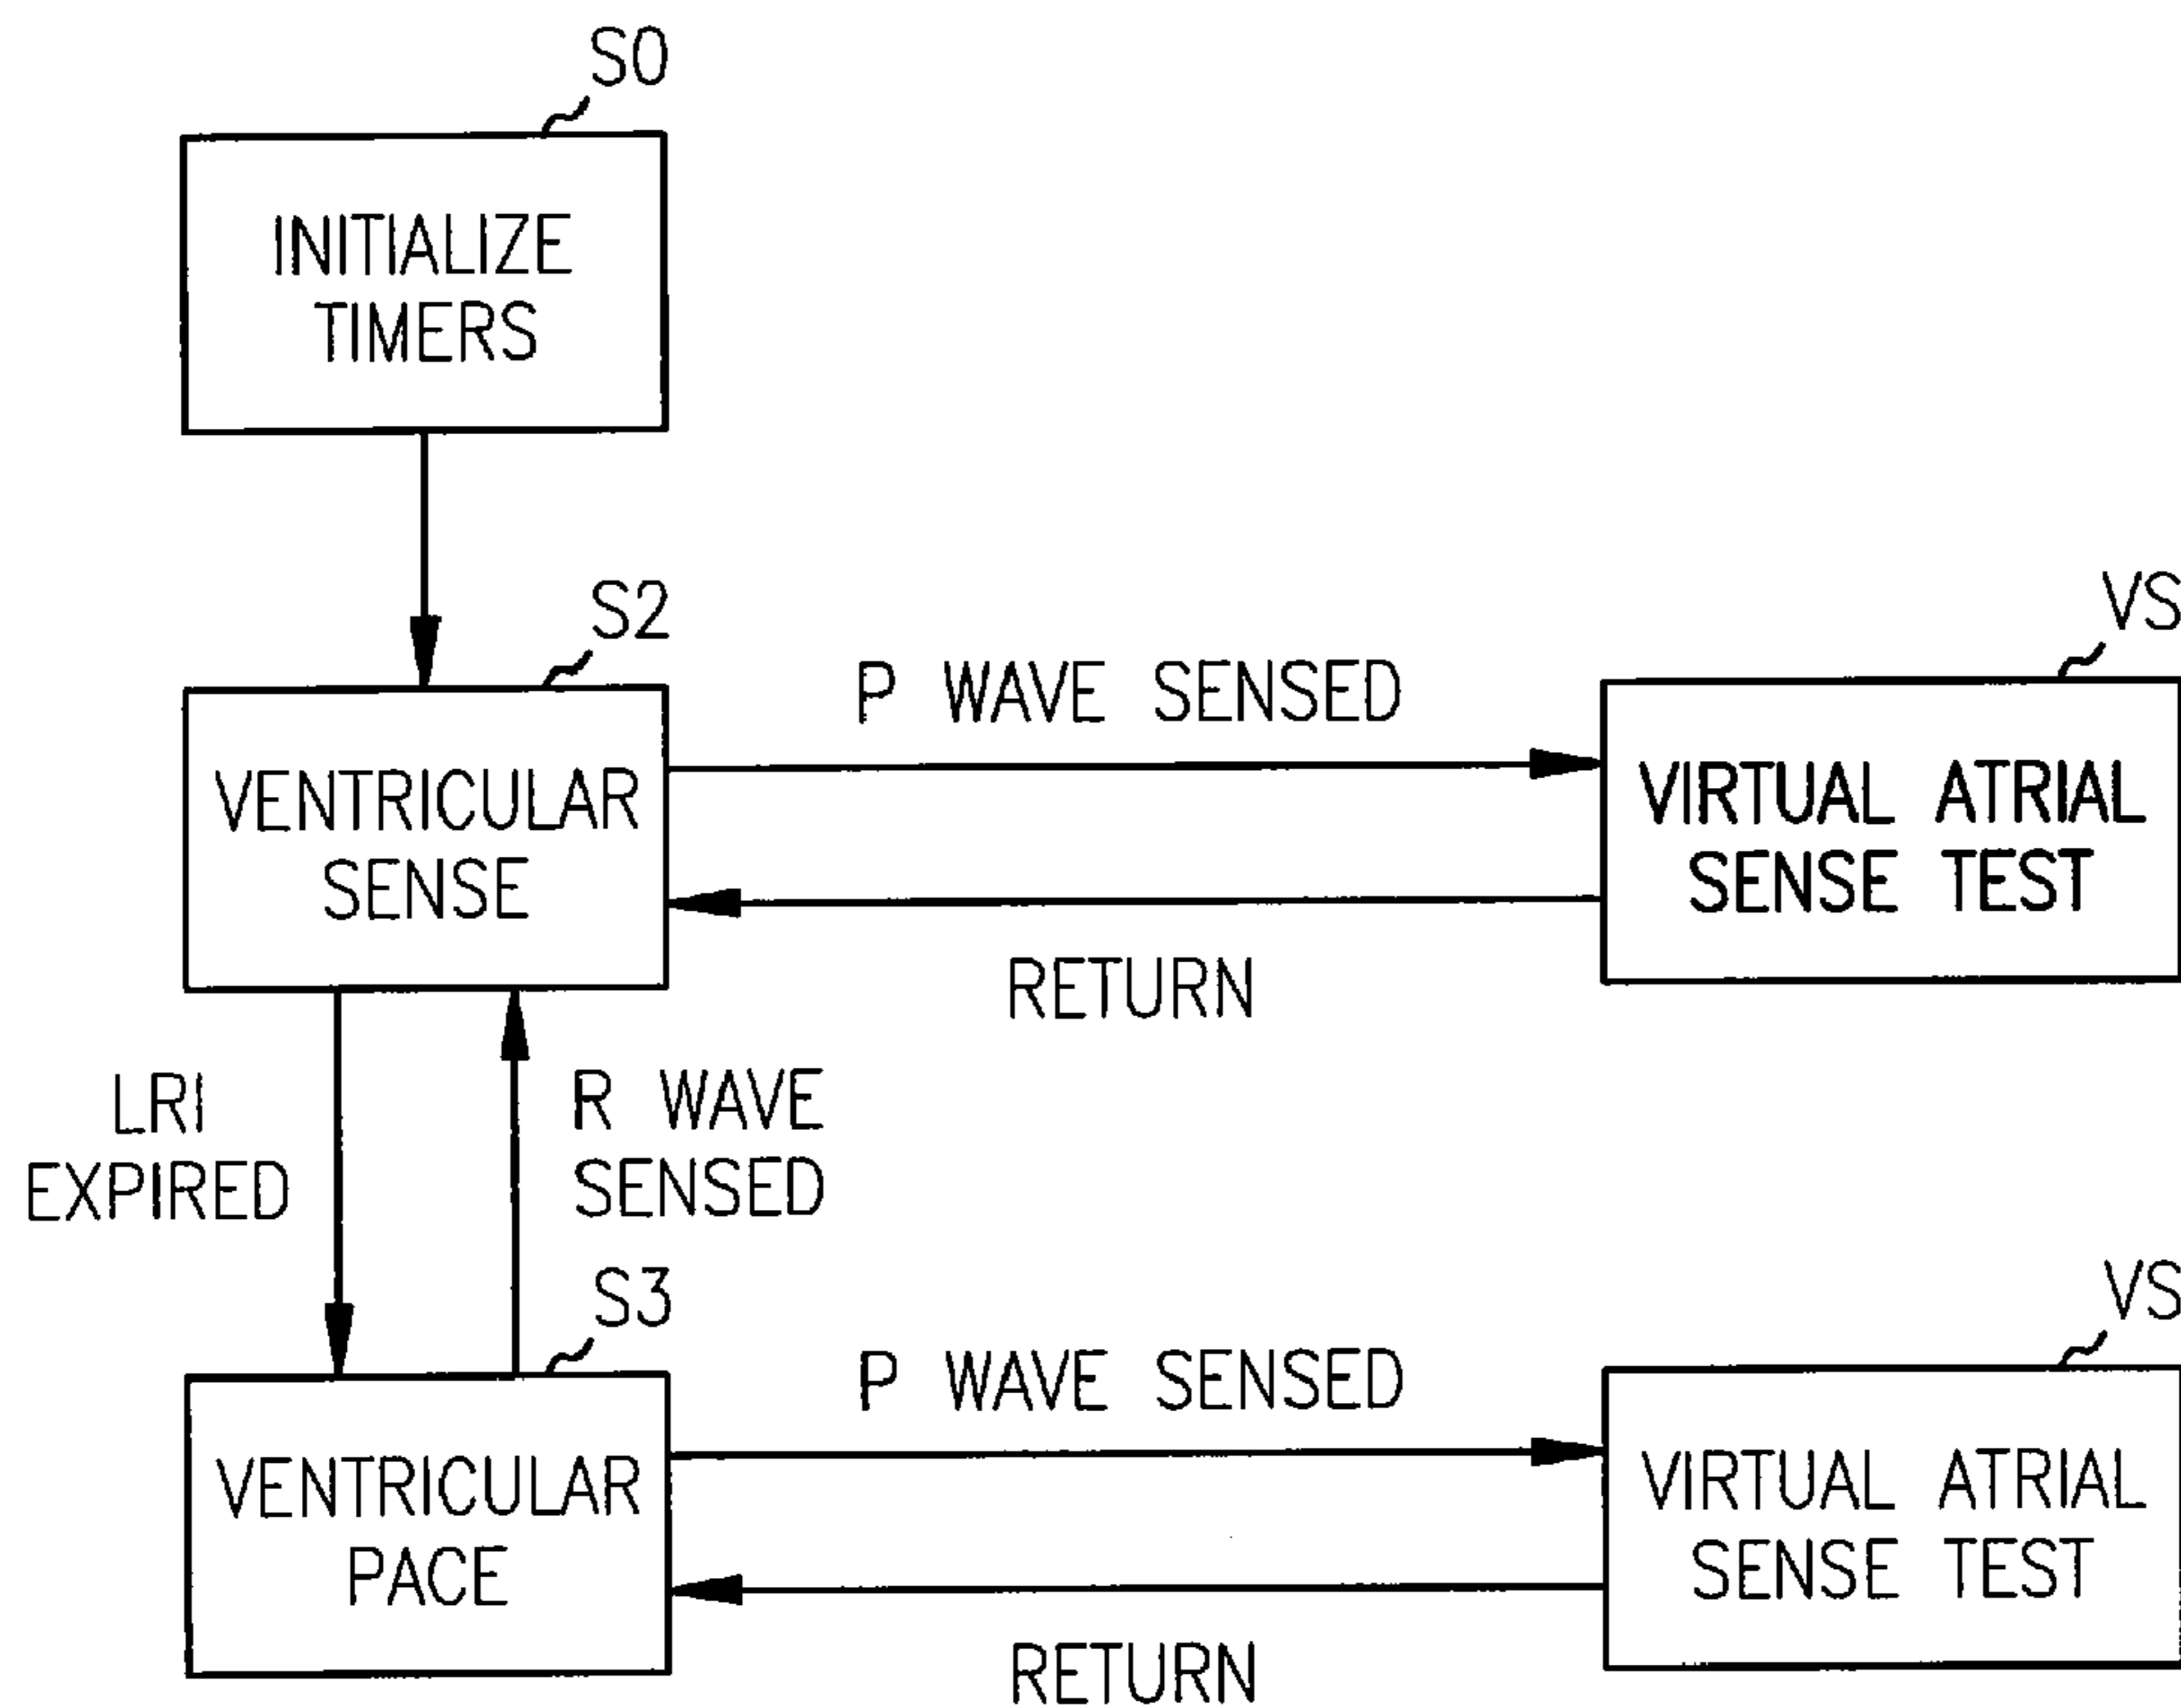 S0
INITIALIZE
TIMERS
S2
VENTRICULAR
SENSE
P WAVE SENSED
RETURN
VS
VIRTUAL ATRIAL
SENSE TEST
LRI
EXPIRED
R WAVE
SENSED
S3
VENTRICULAR
PACE
P WAVE SENSED
RETURN
VS
VIRTUAL ATRIAL
SENSE TEST